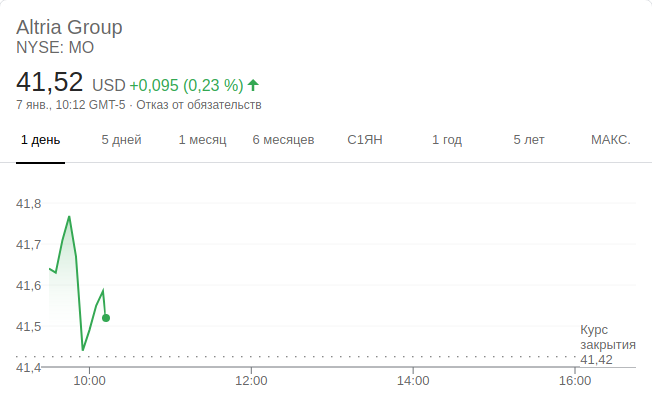 Altria Group
NYSE: MO
41,52 USD +0,095 (0,23 %)
7 янв., 10:12 GMT-5 · Отказ от обязательств
1 день 5 дней 1 месяц 6 месяцев С1ЯН 1 год 5 лет МАКС.
41,8
41,7
41,6
41,5
41,4
Курс
закрытия
41,42
10:00 12:00 14:00 16:00